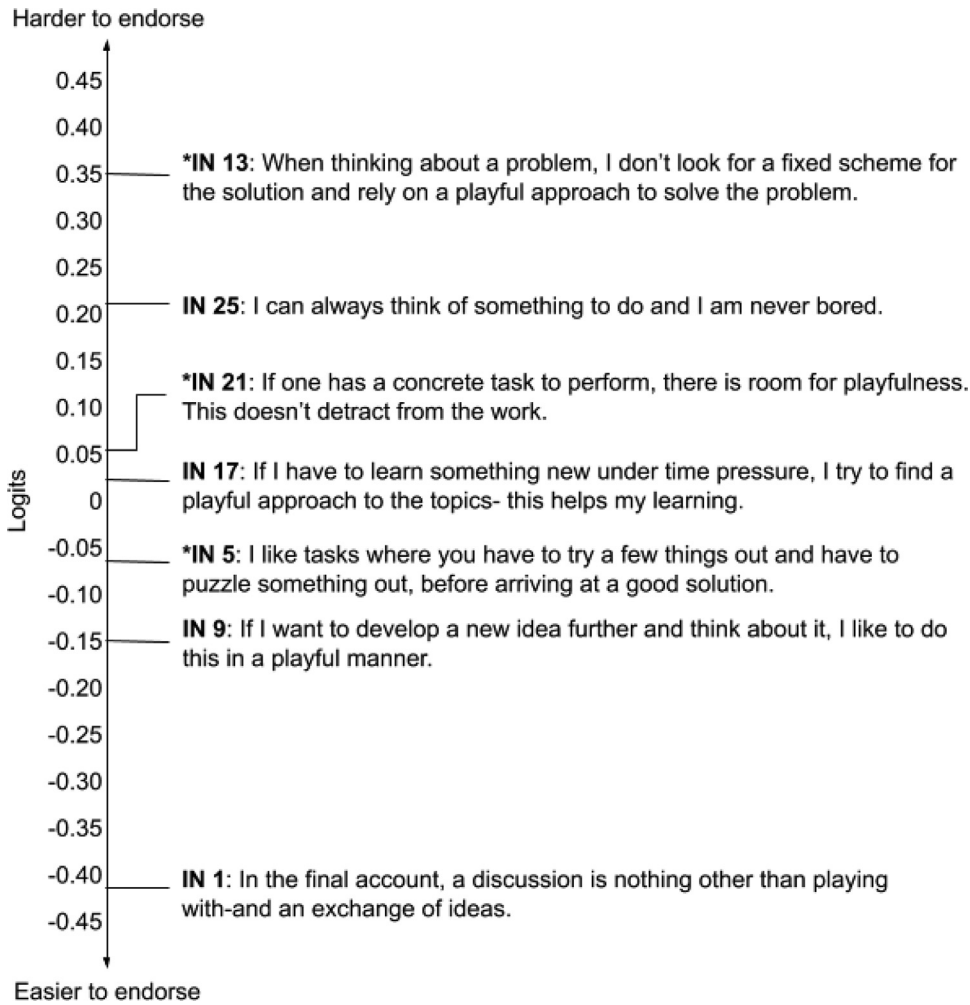 Harder to endorse
0.45
0.40
*IN 13: When thinking about a problem, I don't look for a fixed scheme for
0.35
the solution and rely on a playful approach to solve the problem.
0.30
0.25
IN 25: I can always think of something to do and I am never bored.
0.20
0.15
*IN 21: If one has a concrete task to perform, there is room for playfulness.
0.10
This doesn't detract from the work.
0.05
IN 17: If I have to learn something new under time pressure, I try to find a
0
playful approach to the topics- this helps my learning.
Logits
-0.05
*IN 5: I like tasks where you have to try a few things out and have to
puzzle something out, before arriving at a good solution.
-0.10
IN 9: If I want to develop a new idea further and think about it, I like to do
-0.15
this in a playful manner.
-0.20
-0.25
-0.30
-0.35
-0.40
IN 1: In the final account, a discussion is nothing other than playing
with-and an exchange of ideas.
-0.45
Easier to endorse